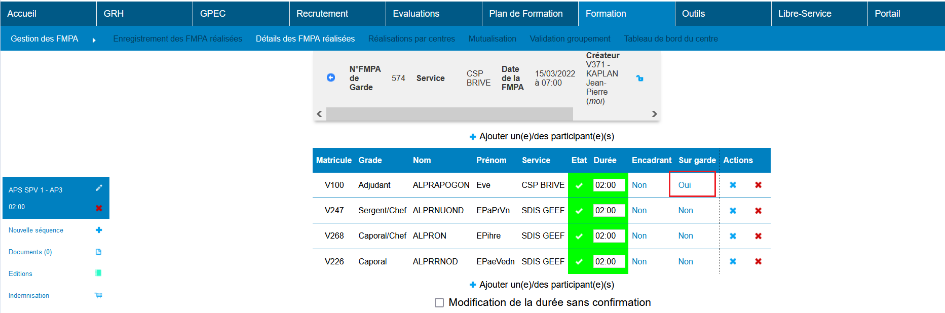 Accueil GRH GPEC Recrutement Evaluations Plan de Formation Formation Outils Libre-Service Portail
Gestion des FMPA Enregistrement des FMPA réalisées Détails des FMPA réalisées Réalisations par centres Mutualisation Validation groupement Tableau de bord du centre
N°FMPA de Garde 574 Service CSP BRIVE Date de la FMPA 15/03/2022 à 07:00 Créateur V371 - KAPLAN Jean-Pierre (moi)
Ajouter un(e)/des participant(e)(s)
Matricule Grade Nom Prénom Service Etat Durée Encadrant Sur garde Actions
V100 Adjudant ALPRAPOGON Eve CSP BRIVE 02:00 Non Oui
V247 Sergent/Chef ALPRNUOND EPaPrVn SDIS GEEF 02:00 Non Non
V268 Caporal/Chef ALPRON EPihre SDIS GEEF 02:00 Non Non
V226 Caporal ALPRRNOD EPaeVedn SDIS GEEF 02:00 Non Non
Ajouter un(e)/des participant(e)(s)
Modification de la durée sans confirmation
APS SPV 1 - AP3
02:00
Nouvelle séquence
Documents (0)
Editions
Indemnisation